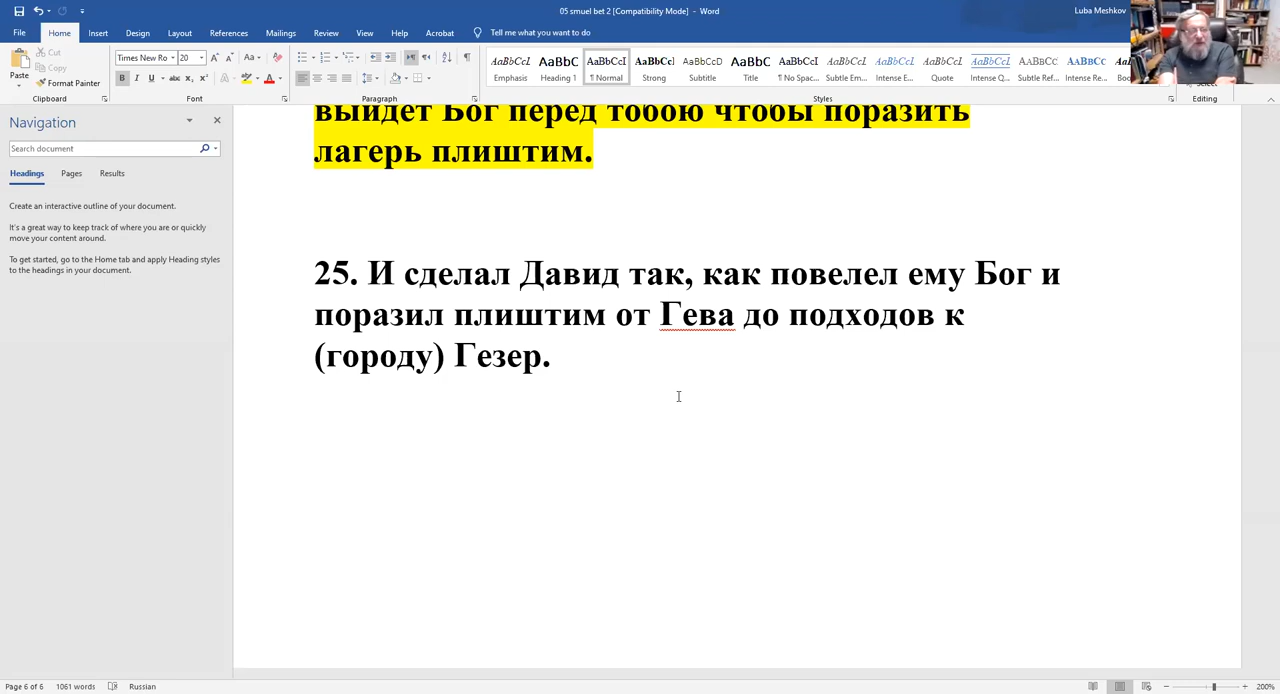 05 smuel bet 2 [Compatibility Mode] - Word
Luba Meshkov
File Home Insert Design Layout References Mailings Review View Help Acrobat Tell me what you want to do
Paste
Cut
Copy
Format Painter
Times New Ro 20
AaBbCcL AaBbC AaBbCcI AaBbCcI AaBbCcD AaBbC AaBbCcI AaBbCcL AaBbCcL AaBbCcL AaBbCcL AABBCC AABBCC
Emphasis Heading 1 ¶ Normal Strong Subtitle Title ¶ No Spac... Subtle Em... Intense E... Quote Intense Q... Subtle Ref... Intense Re... Boo
Clipboard Font Paragraph Styles Editing
Navigation
Search document
Headings Pages Results
Create an interactive outline of your document.
It's a great way to keep track of where you are or quickly
move your content around.
To get started, go to the Home tab and apply Heading styles
to the headings in your document.
выйдет Бог перед тобою чтобы поразить
лагерь плиштим.
25. И сделал Давид так, как повелел ему Бог и
поразил плиштим от Гева до подходов к
(городу) Гезер.
Page 6 of 6 1061 words Russian 200%